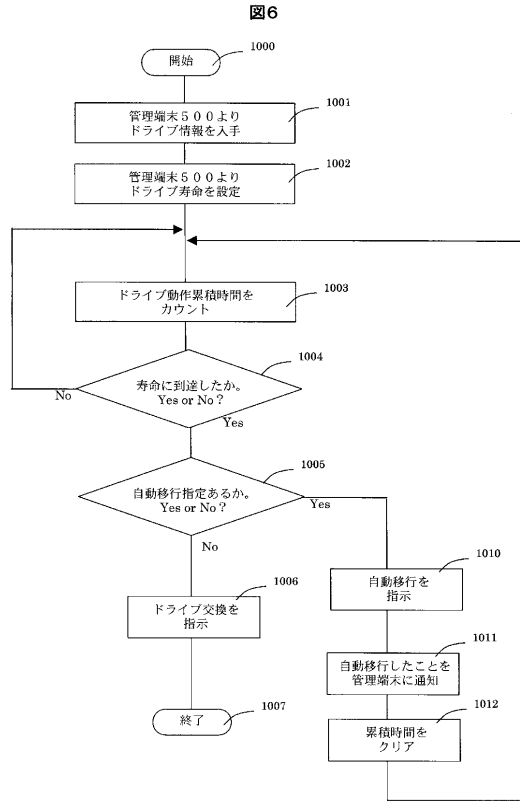 図6
開始
1000
管理端末500より
ドライブ情報を入手
1001
管理端末500より
ドライブ寿命を設定
1002
ドライブ動作累積時間を
カウント
1003
寿命に到達したか。
Yes or No？
1004
No
Yes
自動移行指定あるか。
Yes or No？
1005
Yes
No
ドライブ交換を
指示
1006
終了
1007
自動移行を
指示
1010
自動移行したことを
管理端末に通知
1011
累積時間を
クリア
1012